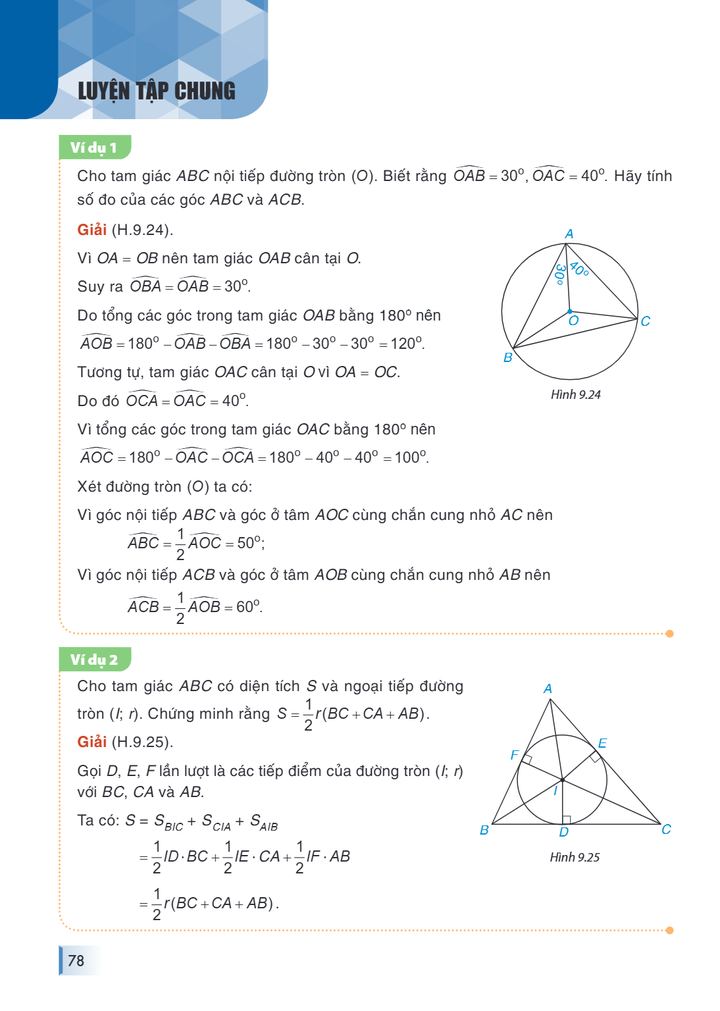 LUYỆN TẬP CHUNG
Ví dụ 1
Cho tam giác ABC nội tiếp đường tròn (O). Biết rằng \widehat{OAB} = 30°, \widehat{OAC} = 40°. Hãy tính
số đo của các góc ABC và ACB.
Giải (H.9.24).
Vì OA = OB nên tam giác OAB cân tại O.
Suy ra \widehat{OBA} = \widehat{OAB} = 30°.
Do tổng các góc trong tam giác OAB bằng 180° nên
\widehat{AOB} = 180° – \widehat{OAB} – \widehat{OBA} = 180° – 30° – 30° = 120°.
Tương tự, tam giác OAC cân tại O vì OA = OC.
Do đó \widehat{OCA} = \widehat{OAC} = 40°.
Vì tổng các góc trong tam giác OAC bằng 180° nên
\widehat{AOC} = 180° – \widehat{OAC} – \widehat{OCA} = 180° – 40° – 40° = 100°.
Xét đường tròn (O) ta có:
Vì góc nội tiếp ABC và góc ở tâm AOC cùng chắn cung nhỏ AC nên
\widehat{ABC} = \frac{1}{2}\widehat{AOC} = 50°;
Vì góc nội tiếp ACB và góc ở tâm AOB cùng chắn cung nhỏ AB nên
\widehat{ACB} = \frac{1}{2}\widehat{AOB} = 60°.
A
30°
40°
O
C
B
Hình 9.24
Ví dụ 2
Cho tam giác ABC có diện tích S và ngoại tiếp đường
tròn (I; r). Chứng minh rằng S = \frac{1}{2}r(BC + CA + AB).
Giải (H.9.25).
Gọi D, E, F lần lượt là các tiếp điểm của đường tròn (I; r)
với BC, CA và AB.
Ta có: S = S_{BIC} + S_{CIA} + S_{AIB}
= \frac{1}{2}ID · BC + \frac{1}{2}IE · CA + \frac{1}{2}IF · AB
= \frac{1}{2}r(BC + CA + AB).
A
E
F
I
B
D
C
Hình 9.25
78